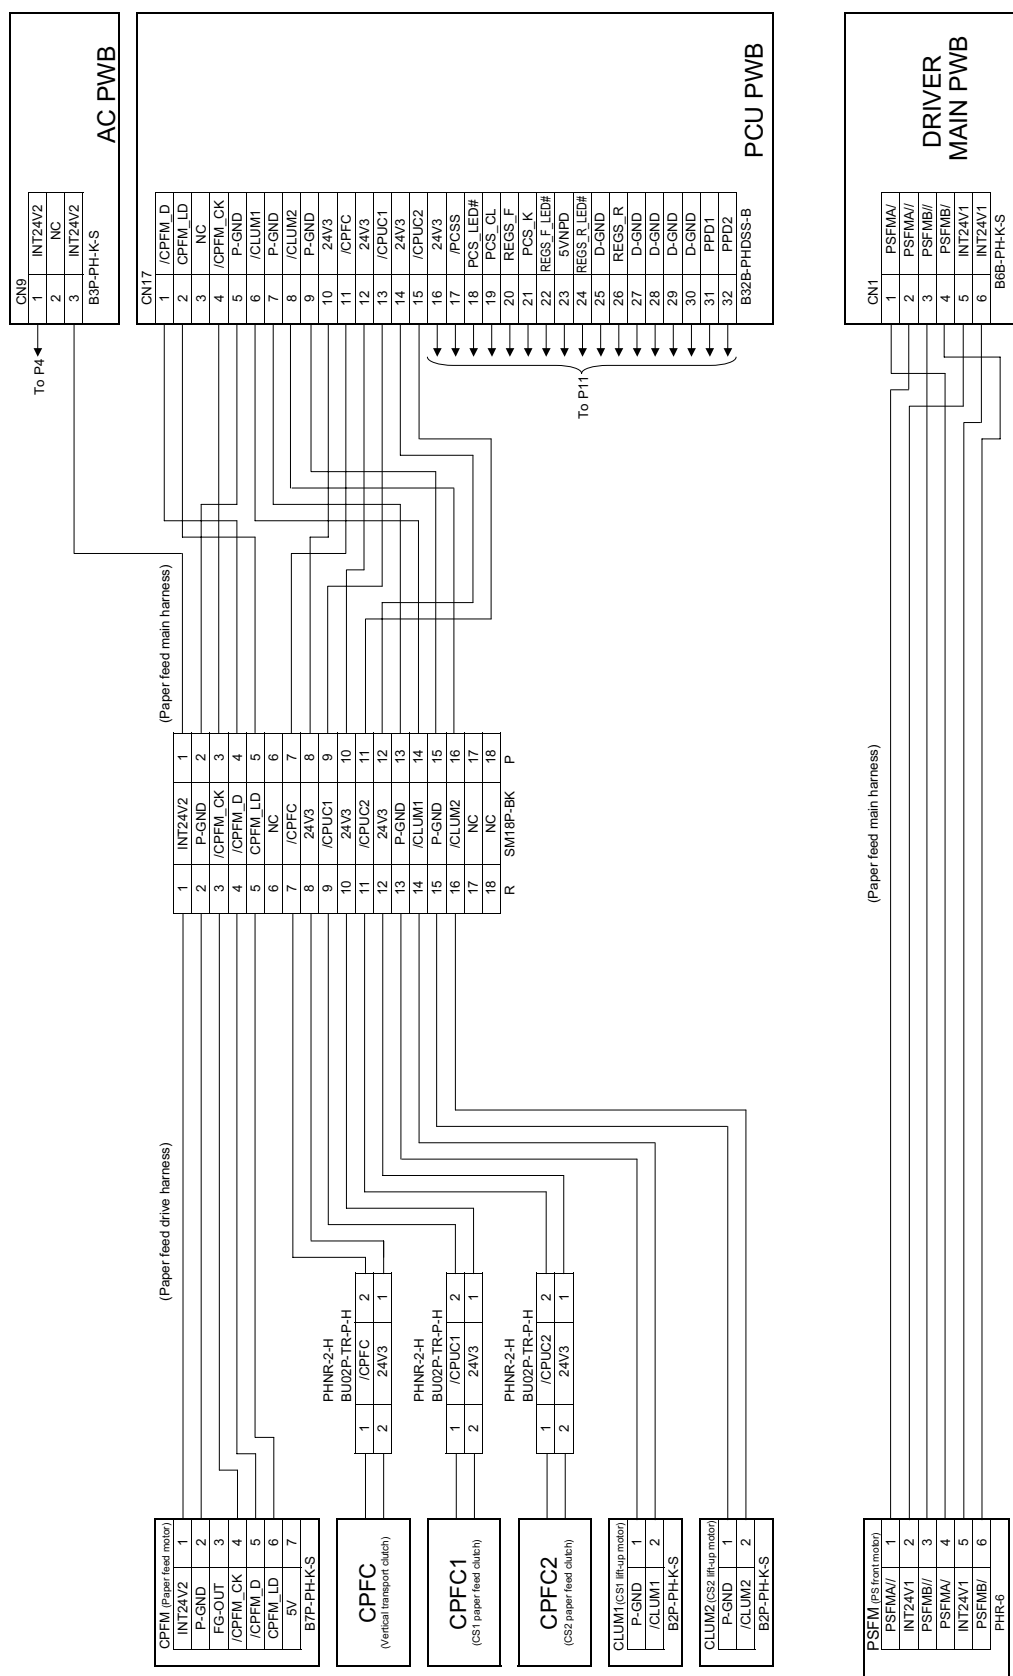 AC PWB
CN9
1 INT24V2
2 NC
3 INT24V2
B3P-PH-K-S
To P4
PCU PWB
CN17
1 /CPFM_D
2 CPFM_LD
3 NC
4 /CPFM_CK
5 P-GND
6 /CLUM1
7 P-GND
8 /CLUM2
9 P-GND
10 24V3
11 /CPFC
12 24V3
13 /CPUC1
14 24V3
15 /CPUC2
16 24V3
17 /PCSS
18 PCS_LED#
19 PCS_CL
20 REGS_F
21 PCS_K
22 REGS_F_LED#
23 5VNPD
24 REGS_R_LED#
25 D-GND
26 REGS_R
27 D-GND
28 D-GND
29 D-GND
30 D-GND
31 PPD1
32 PPD2
B32B-PHDSS-B
To P11
DRIVER
MAIN PWB
CN1
1 PSFMA/
2 PSFMA//
3 PSFMB//
4 PSFMB/
5 INT24V1
6 INT24V1
B6B-PH-K-S
(Paper feed main harness)
(Paper feed main harness)
1 INT24V2 1
2 P-GND 2
3 /CPFM_CK 3
4 /CPFM_D 4
5 CPFM_LD 5
6 NC 6
7 /CPFC 7
8 24V3 8
9 /CPUC1 9
10 24V3 10
11 /CPUC2 11
12 24V3 12
13 P-GND 13
14 /CLUM1 14
15 P-GND 15
16 /CLUM2 16
17 NC 17
18 NC 18
R SM18P-BK P
(Paper feed drive harness)
PHNR-2-H
BU02P-TR-P-H
1 /CPFC 2
2 24V3 1
PHNR-2-H
BU02P-TR-P-H
1 /CPUC1 2
2 24V3 1
PHNR-2-H
BU02P-TR-P-H
1 /CPUC2 2
2 24V3 1
CPFM (Paper feed motor)
INT24V2 1
P-GND 2
FG-OUT 3
/CPFM_CK 4
/CPFM_D 5
CPFM_LD 6
5V 7
B7P-PH-K-S
CPFC
(Vertical transport clutch)
CPFC1
(CS1 paper feed clutch)
CPFC2
(CS2 paper feed clutch)
CLUM1 (CS1 lift-up motor)
P-GND 1
/CLUM1 2
B2P-PH-K-S
CLUM2 (CS2 lift-up motor)
P-GND 1
/CLUM2 2
B2P-PH-K-S
PSFM (PS front motor)
PSFMA// 1
INT24V1 2
PSFMB// 3
PSFMA/ 4
INT24V1 5
PSFMB/ 6
PHR-6